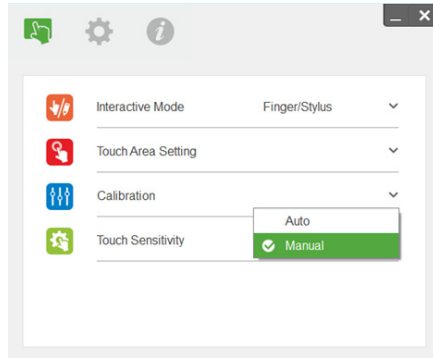 Interactive Mode Finger/Stylus
Touch Area Setting
Calibration
Auto
Touch Sensitivity
Manual